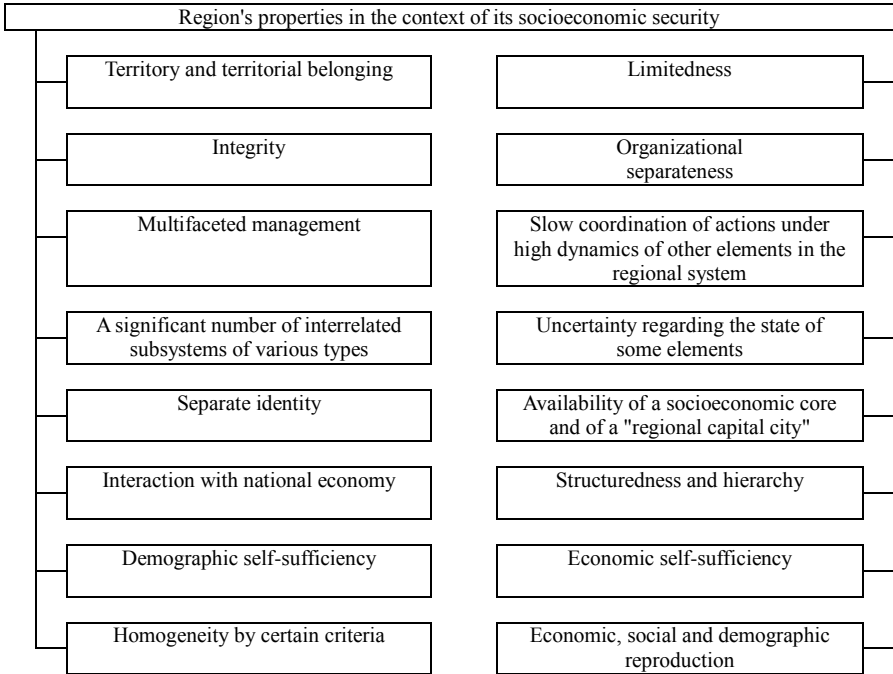 Region's properties in the context of its socioeconomic security
Territory and territorial belonging
Limitedness
Integrity
Organizational
separateness
Multifaceted management
Slow coordination of actions under
high dynamics of other elements in the
regional system
A significant number of interrelated
subsystems of various types
Uncertainty regarding the state of
some elements
Separate identity
Availability of a socioeconomic core
and of a "regional capital city"
Interaction with national economy
Structuredness and hierarchy
Demographic self-sufficiency
Economic self-sufficiency
Homogeneity by certain criteria
Economic, social and demographic
reproduction